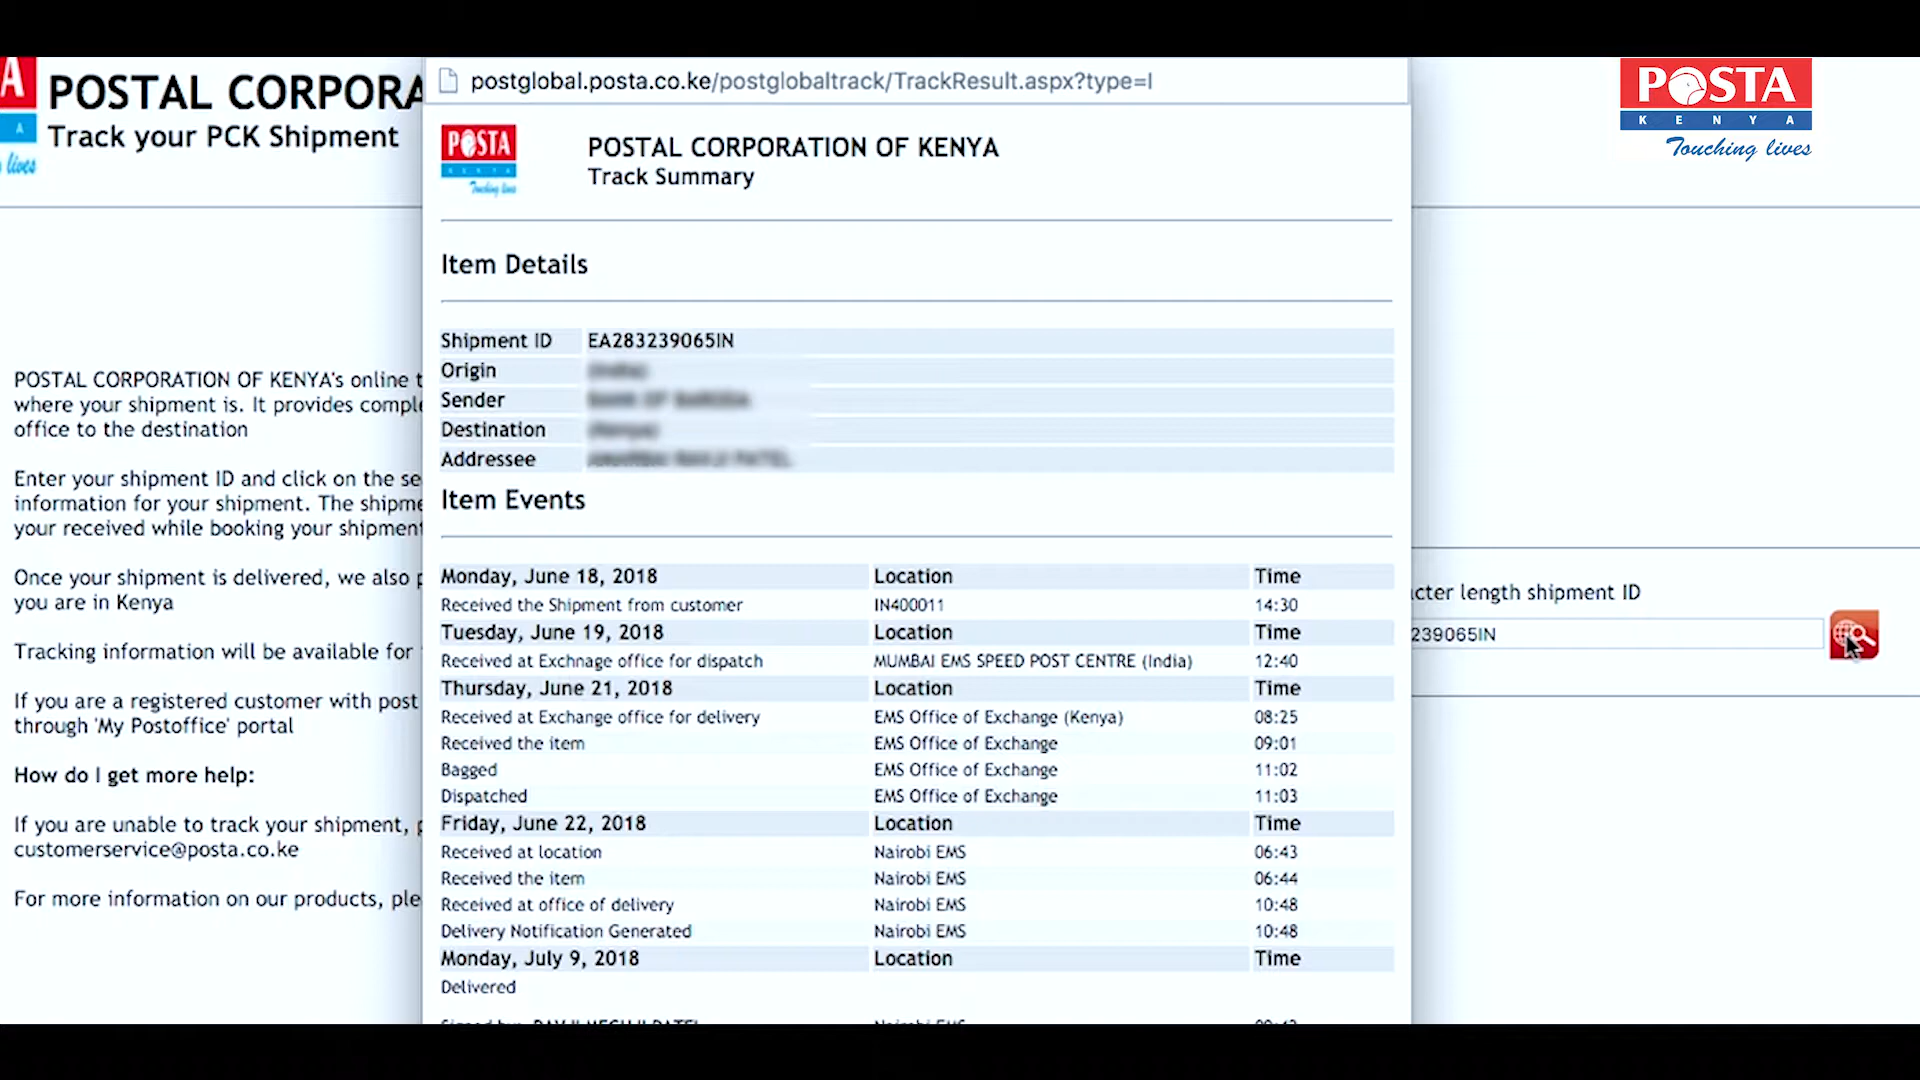 POSTAL CORPORA
Track your PCK Shipment
lives
POSTAL CORPORATION OF KENYA's online t
where your shipment is. It provides comple
office to the destination
Enter your shipment ID and click on the se
information for your shipment. The shipme
your received while booking your shipment
Once your shipment is delivered, we also p
you are in Kenya
Tracking information will be available for
If you are a registered customer with post
through 'My Postoffice' portal
How do I get more help:
If you are unable to track your shipment, p
customerservice@posta.co.ke
For more information on our products, ple
postglobal.posta.co.ke/postglobaltrack/TrackResult.aspx?type=I
POSTA
KENYA
Touching lives
POSTAL CORPORATION OF KENYA
Track Summary
Item Details
Shipment ID EA283239065IN
Origin
Sender
Destination
Addressee
Item Events
Monday, June 18, 2018 Location Time
Received the Shipment from customer IN400011 14:30
Tuesday, June 19, 2018 Location Time
Received at Exchnage office for dispatch MUMBAI EMS SPEED POST CENTRE (India) 12:40
Thursday, June 21, 2018 Location Time
Received at Exchange office for delivery EMS Office of Exchange (Kenya) 08:25
Received the item EMS Office of Exchange 09:01
Bagged EMS Office of Exchange 11:02
Dispatched EMS Office of Exchange 11:03
Friday, June 22, 2018 Location Time
Received at location Nairobi EMS 06:43
Received the item Nairobi EMS 06:44
Received at office of delivery Nairobi EMS 10:48
Delivery Notification Generated Nairobi EMS 10:48
Monday, July 9, 2018 Location Time
Delivered
POSTA
KENYA
Touching lives
cter length shipment ID
239065IN